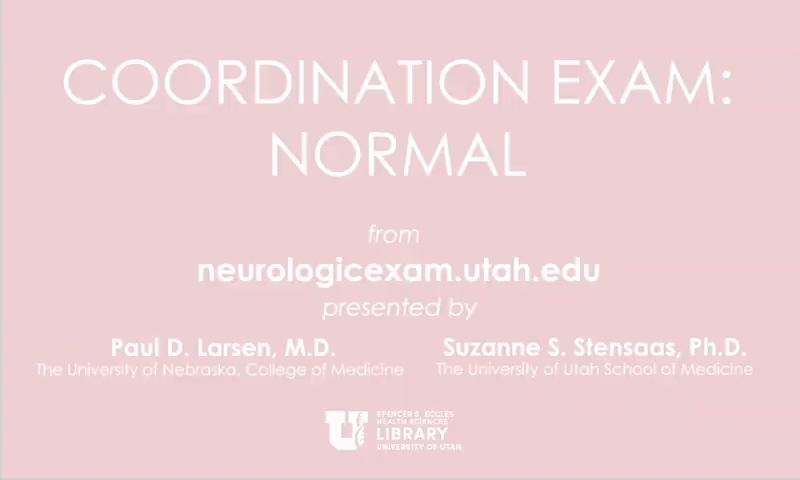 COORDINATION EXAM:
NORMAL
from
neurologicexam.utah.edu
presented by
Paul D. Larsen, M.D.
The University of Nebraska, College of Medicine
Suzanne S. Stensaas, Ph.D.
The University of Utah School of Medicine
SPENCER S. ECCLES
HEALTH SCIENCES
LIBRARY
UNIVERSITY OF UTAH